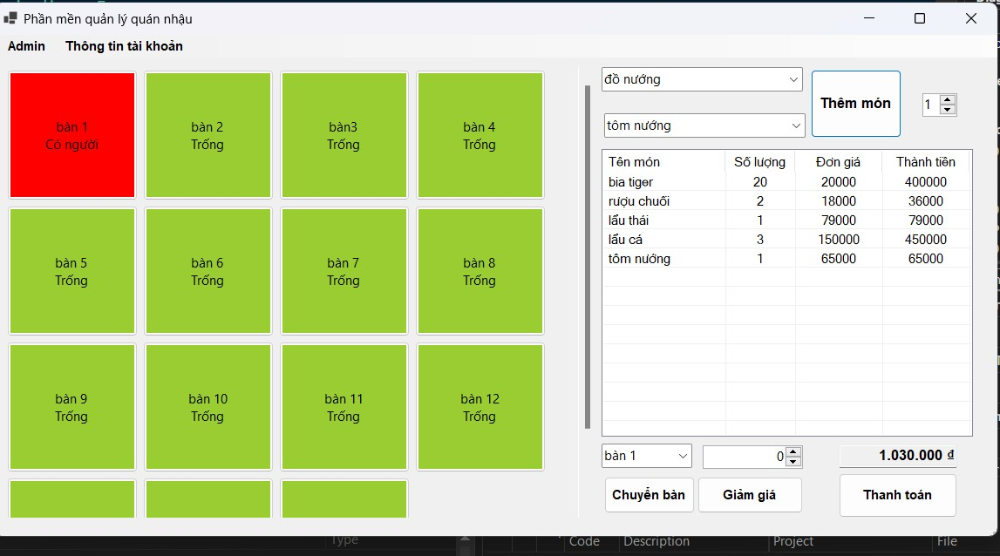 Phần mền quản lý quán nhậu
Admin Thông tin tài khoản
bàn 1
Có người
bàn 2
Trống
bàn3
Trống
bàn 4
Trống
bàn 5
Trống
bàn 6
Trống
bàn 7
Trống
bàn 8
Trống
bàn 9
Trống
bàn 10
Trống
bàn 11
Trống
bàn 12
Trống
đồ nướng
tôm nướng
Thêm món
1
Tên món Số lượng Đơn giá Thành tiền
bia tiger 20 20000 400000
rượu chuối 2 18000 36000
lẩu thái 1 79000 79000
lẩu cá 3 150000 450000
tôm nướng 1 65000 65000
bàn 1 0 1.030.000 ₫
Chuyển bàn Giảm giá Thanh toán
Type Code Description Project File